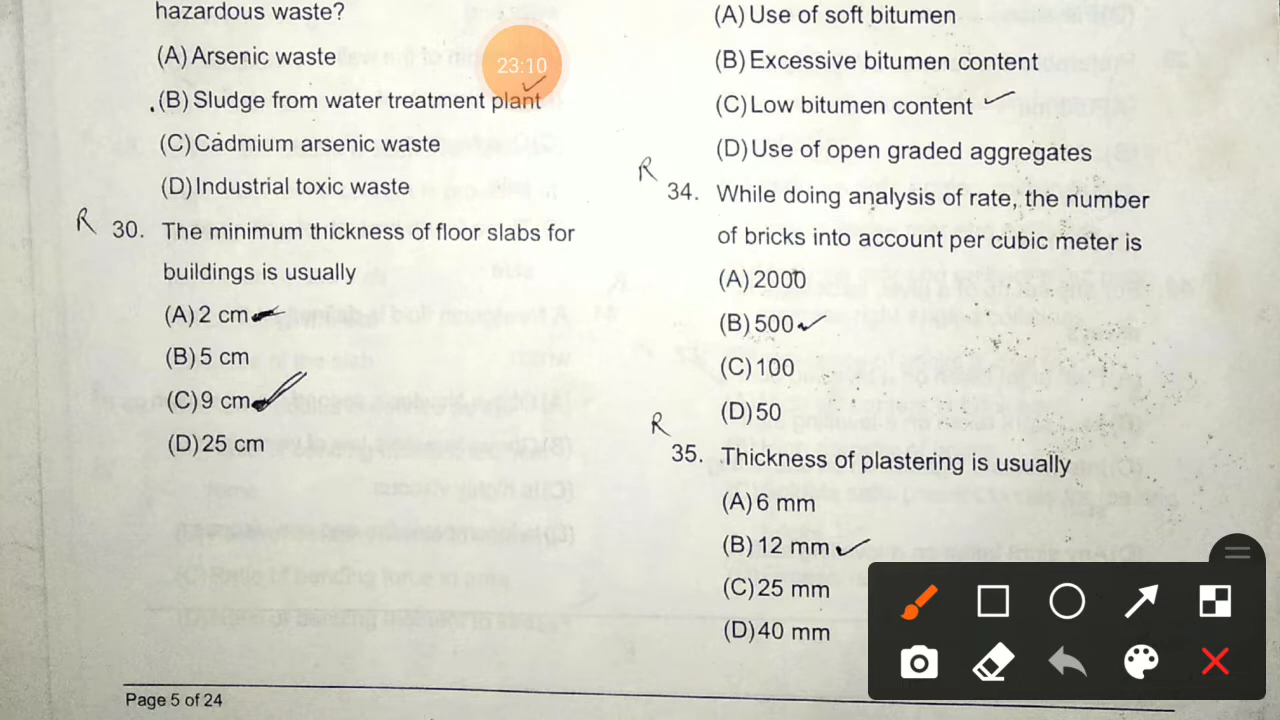 hazardous waste?
(A) Arsenic waste
(B) Sludge from water treatment plant
(C) Cadmium arsenic waste
(D) Industrial toxic waste
R
30. The minimum thickness of floor slabs for
buildings is usually
(A) 2 cm
(B) 5 cm
(C) 9 cm
(D) 25 cm
Page 5 of 24
23:10
(A) Use of soft bitumen
(B) Excessive bitumen content
(C) Low bitumen content
(D) Use of open graded aggregates
R
34. While doing analysis of rate, the number
of bricks into account per cubic meter is
(A) 2000
(B) 500
(C) 100
(D) 50
R
35. Thickness of plastering is usually
(A) 6 mm
(B) 12 mm
(C) 25 mm
(D) 40 mm